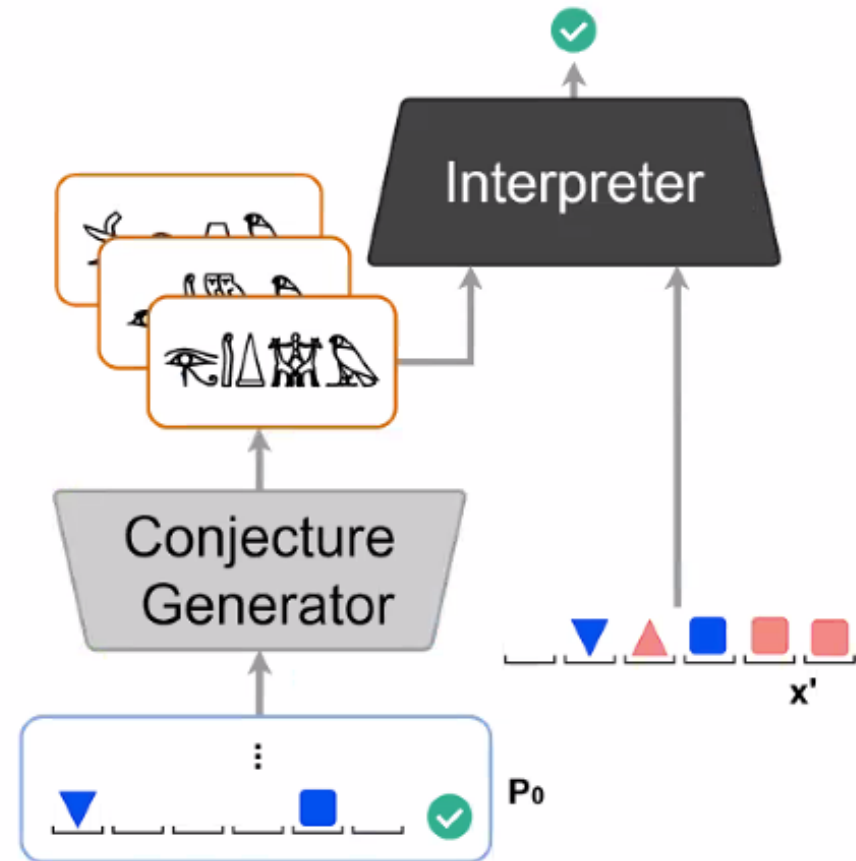 Interpreter
Conjecture
Generator
x'
P₀